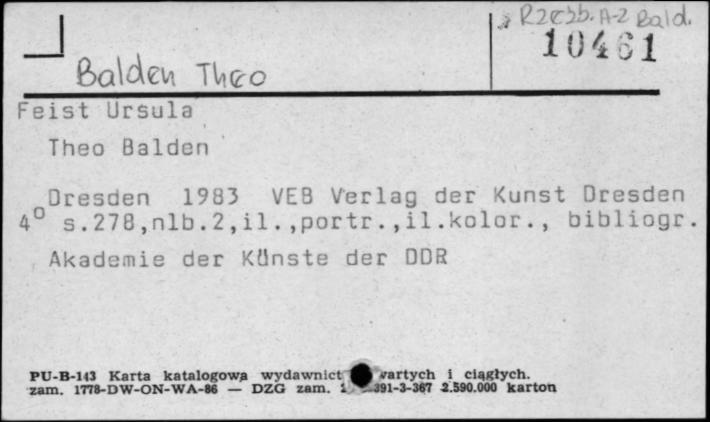 Rzeźb. A-Z Bald.
10461
Balden Theo
Feist Ursula
Theo Balden
Dresden 1983 VEB Verlag der Kunst Dresden
4° s.278,nlb.2,il.,portr.,il.kolor., bibliogr.
Akademie der Künste der DDR
PU-B-143 Karta katalogowa wydawnict wartych i ciągłych.
zam. 1778-DW-ON-WA-86 — DZG zam. 391-3-367 2.590.000 karton